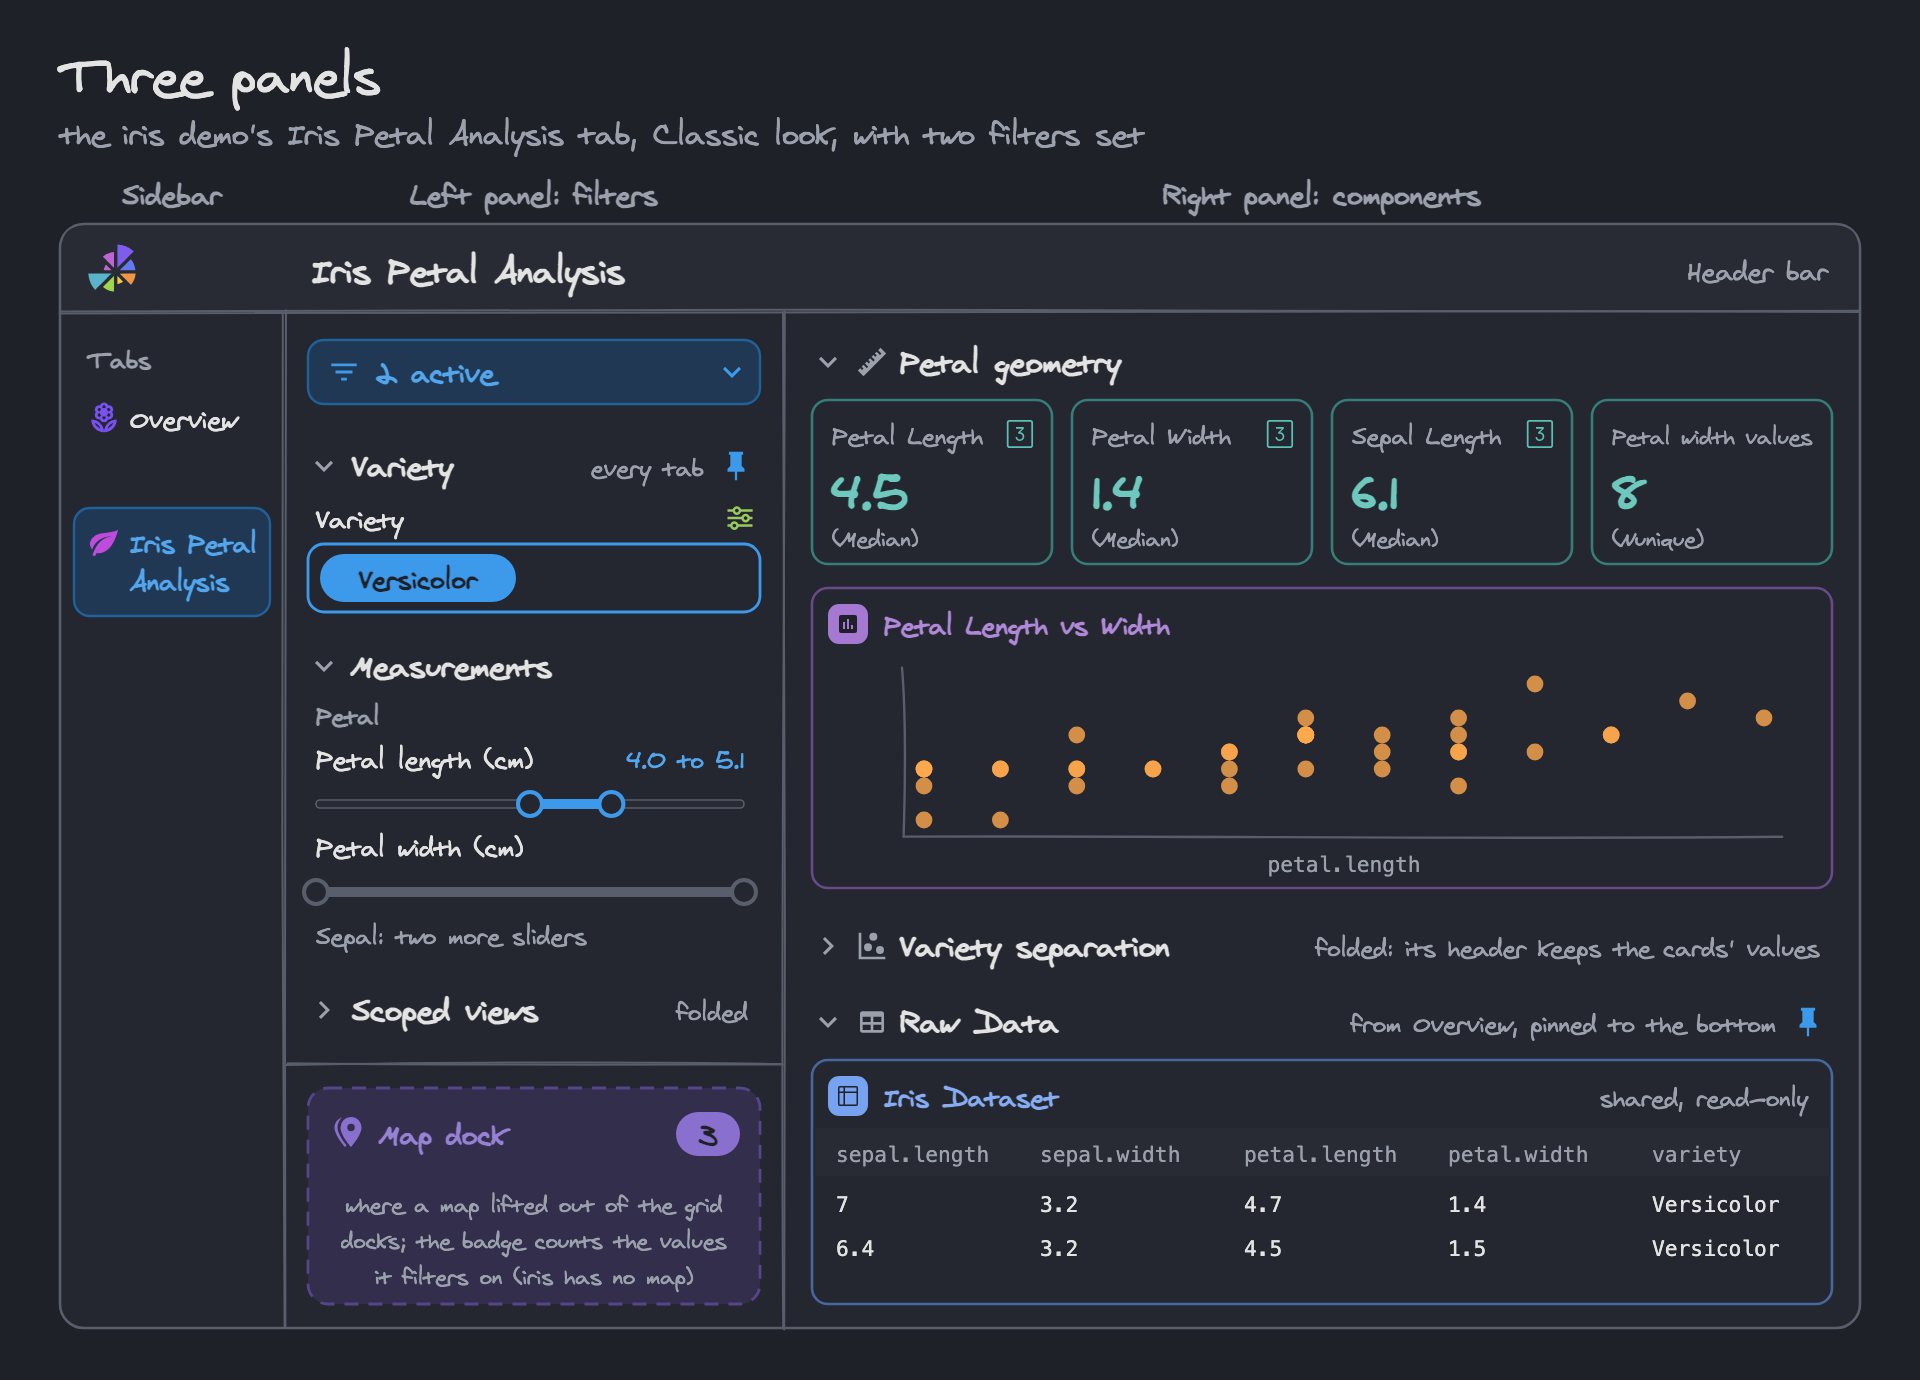 Three panels
the iris demo's Iris Petal Analysis tab, Classic look, with two filters set
Sidebar
Left panel: filters
Right panel: components
Iris Petal Analysis
Header bar
Tabs
Overview
Iris Petal
Analysis
2 active
Variety
every tab
Variety
Versicolor
Measurements
Petal
Petal length (cm)
4.0 to 5.1
Petal width (cm)
Sepal: two more sliders
Scoped views
folded
Map dock
3
where a map lifted out of the grid
docks; the badge counts the values
it filters on (iris has no map)
Petal geometry
Petal Length
3
4.5
(Median)
Petal Width
3
1.4
(Median)
Sepal Length
3
6.1
(Median)
Petal width values
8
(Nunique)
Petal Length vs Width
petal.length
Variety separation
folded: its header keeps the cards' values
Raw Data
from Overview, pinned to the bottom
Iris Dataset
shared, read-only
sepal.length sepal.width petal.length petal.width variety
7 3.2 4.7 1.4 Versicolor
6.4 3.2 4.5 1.5 Versicolor